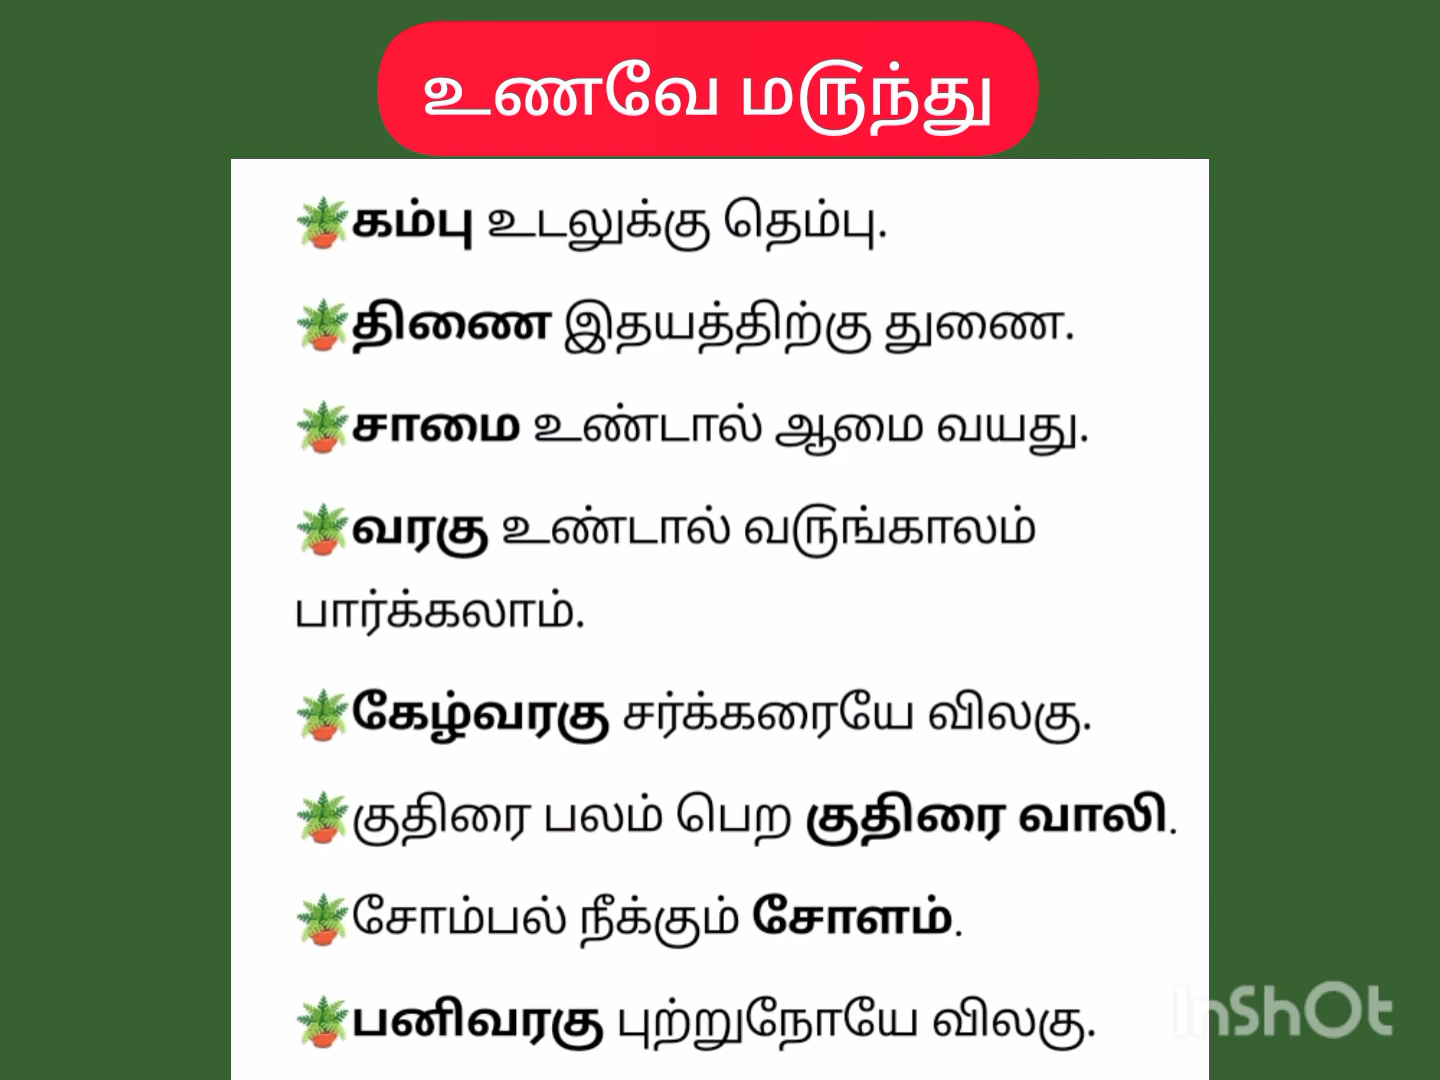 உணவே மருந்து
கம்பு உடலுக்கு தெம்பு.
திணை இதயத்திற்கு துணை.
சாமை உண்டால் ஆமை வயது.
வரகு உண்டால் வருங்காலம்
பார்க்கலாம்.
கேழ்வரகு சர்க்கரையே விலகு.
குதிரை பலம் பெற குதிரை வாலி.
சோம்பல் நீக்கும் சோளம்.
பனிவரகு புற்றுநோயே விலகு.
InShOt